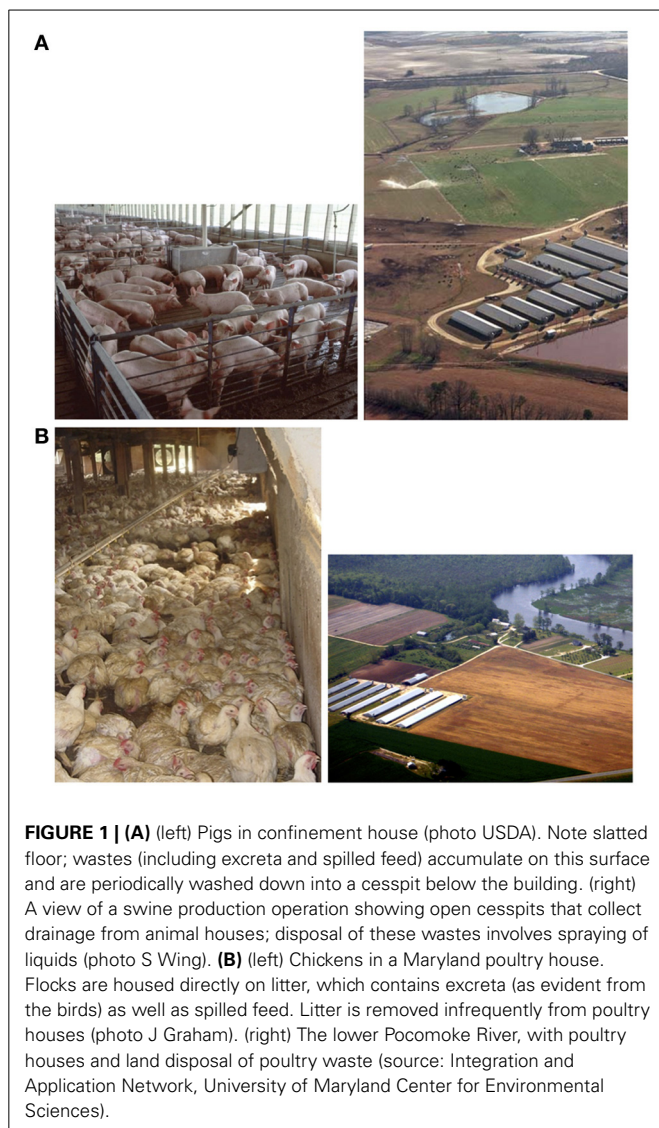 A
B
FIGURE 1 | (A) (left) Pigs in confinement house (photo USDA). Note slatted
floor; wastes (including excreta and spilled feed) accumulate on this surface
and are periodically washed down into a cesspit below the building. (right)
A view of a swine production operation showing open cesspits that collect
drainage from animal houses; disposal of these wastes involves spraying of
liquids (photo S Wing). (B) (left) Chickens in a Maryland poultry house.
Flocks are housed directly on litter, which contains excreta (as evident from
the birds) as well as spilled feed. Litter is removed infrequently from poultry
houses (photo J Graham). (right) The lower Pocomoke River, with poultry
houses and land disposal of poultry waste (source: Integration and
Application Network, University of Maryland Center for Environmental
Sciences).